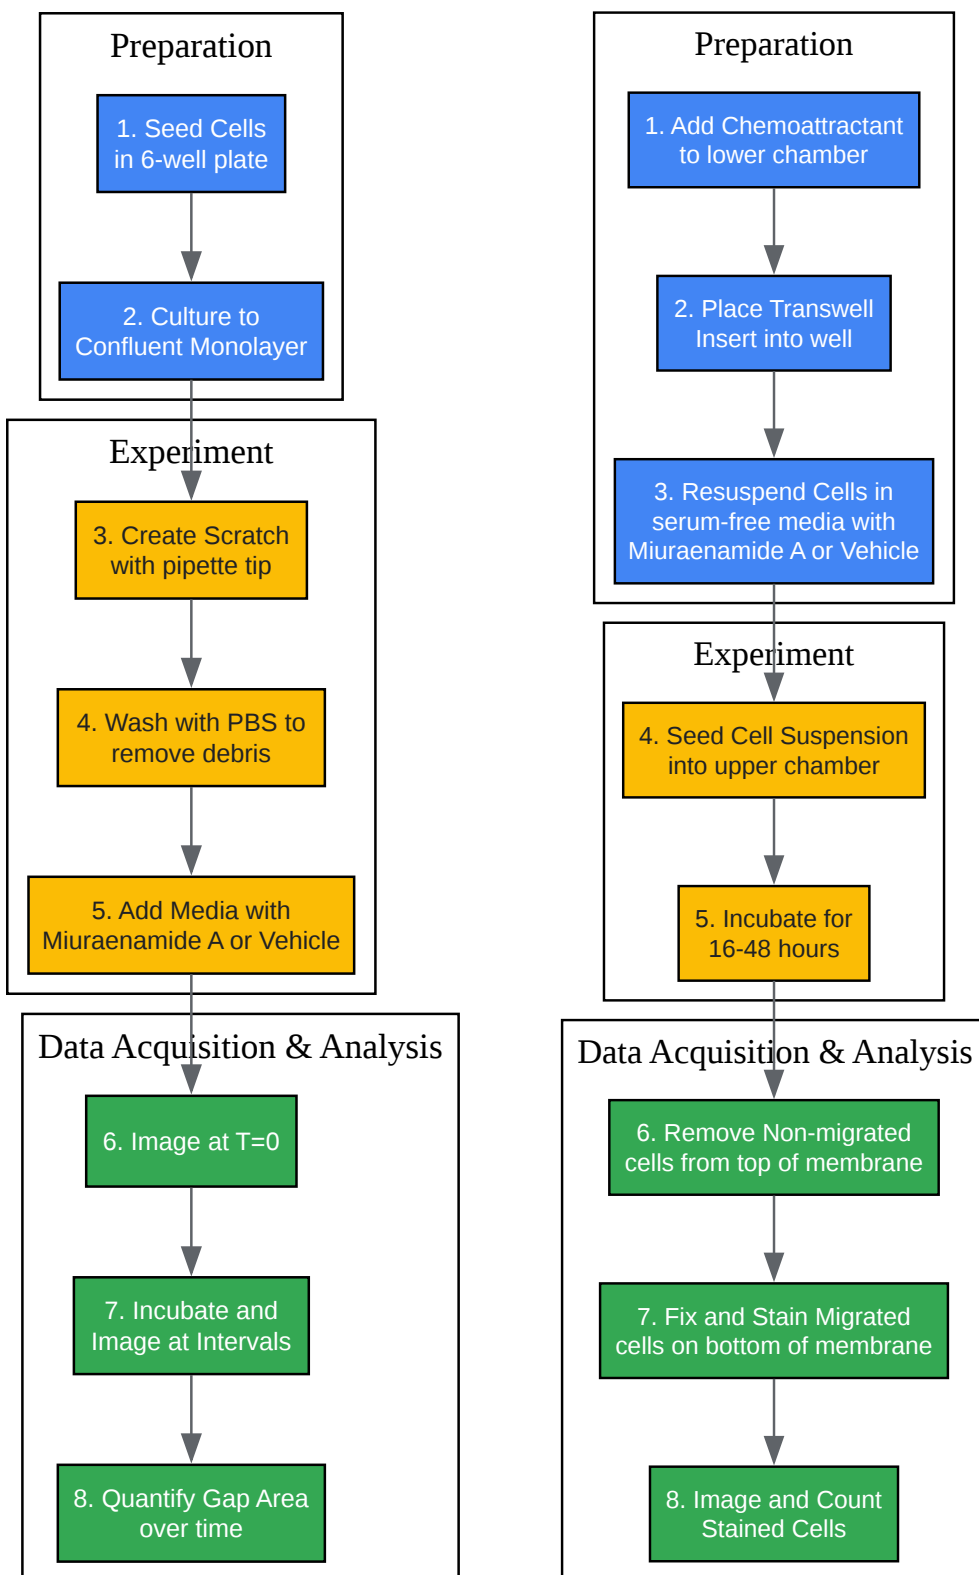 Preparation
1. Seed Cells
in 6-well plate
2. Culture to
Confluent Monolayer
Experiment
3. Create Scratch
with pipette tip
4. Wash with PBS to
remove debris
5. Add Media with
Miuraenamide A or Vehicle
Data Acquisition & Analysis
6. Image at T=0
7. Incubate and
Image at Intervals
8. Quantify Gap Area
over time
Preparation
1. Add Chemoattractant
to lower chamber
2. Place Transwell
Insert into well
3. Resuspend Cells in
serum-free media with
Miuraenamide A or Vehicle
Experiment
4. Seed Cell Suspension
into upper chamber
5. Incubate for
16-48 hours
Data Acquisition & Analysis
6. Remove Non-migrated
cells from top of membrane
7. Fix and Stain Migrated
cells on bottom of membrane
8. Image and Count
Stained Cells